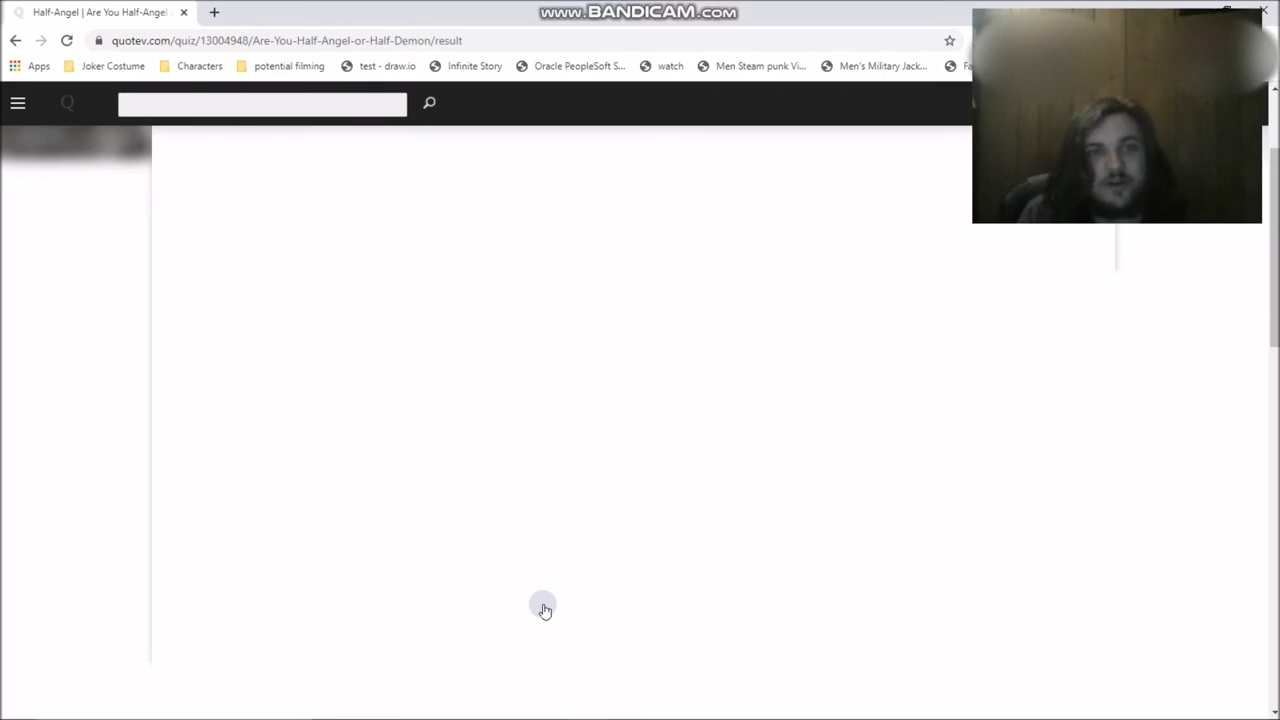 Half-Angel | Are You Half-Angel
www.BANDICAM.com
quotev.com/quiz/13004948/Are-You-Half-Angel-or-Half-Demon/result
Apps Joker Costume Characters potential filming test - draw.io Infinite Story Oracle PeopleSoft S... watch Men Steam punk Vi... Men's Military Jack... Fa
Q